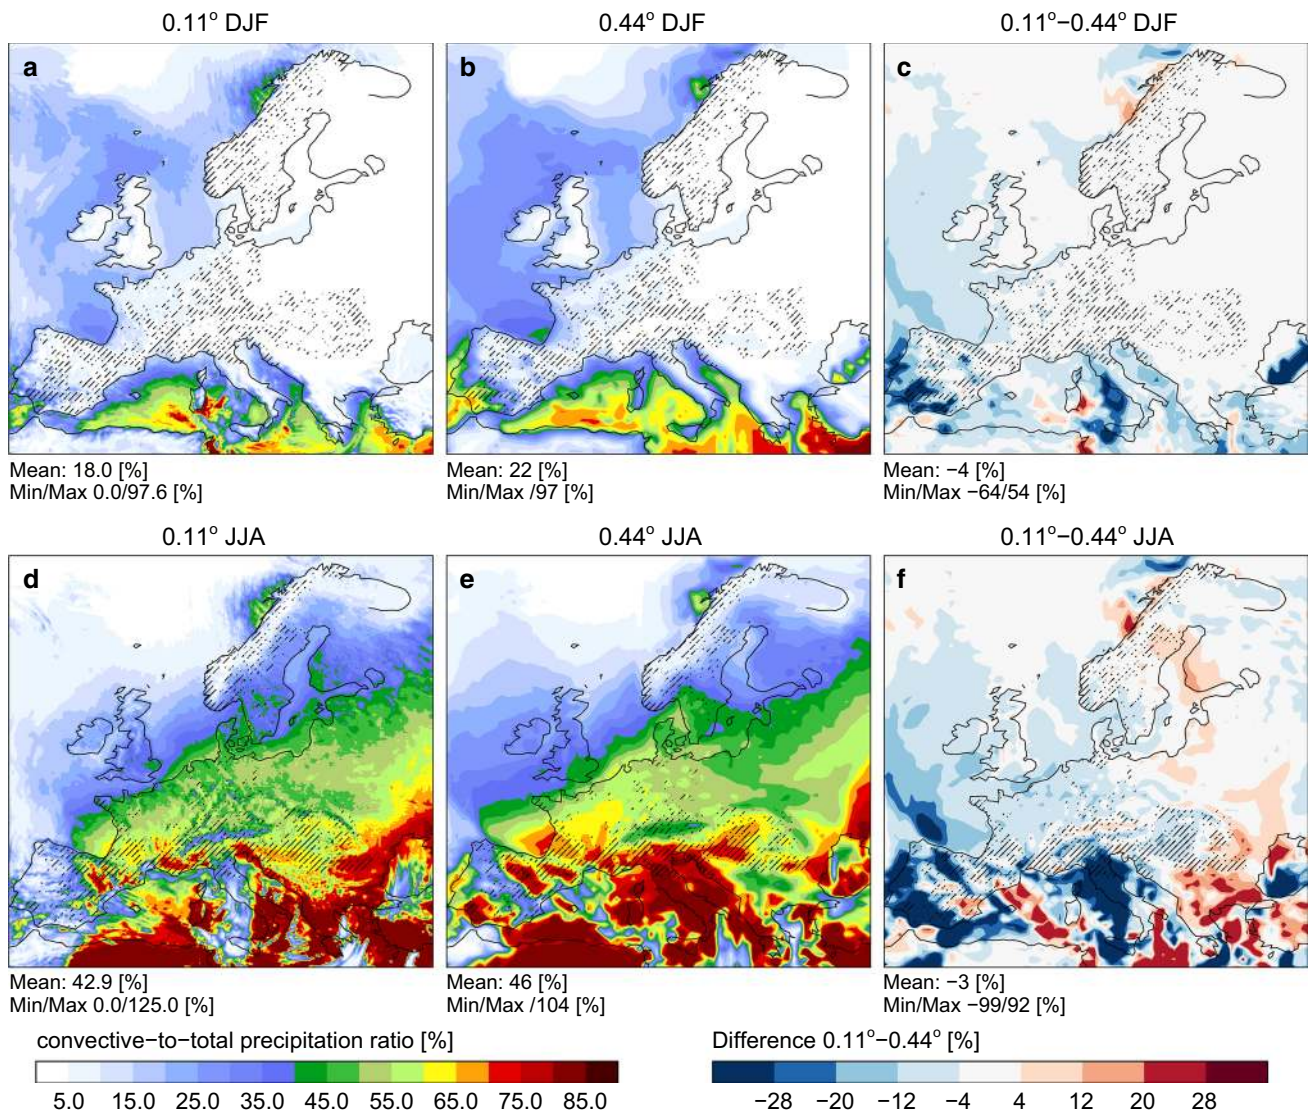 0.11° DJF
0.44° DJF
0.11°−0.44° DJF
a
b
c
Mean: 18.0 [%]
Min/Max 0.0/97.6 [%]
Mean: 22 [%]
Min/Max /97 [%]
Mean: −4 [%]
Min/Max −64/54 [%]
0.11° JJA
0.44° JJA
0.11°−0.44° JJA
d
e
f
Mean: 42.9 [%]
Min/Max 0.0/125.0 [%]
Mean: 46 [%]
Min/Max /104 [%]
Mean: −3 [%]
Min/Max −99/92 [%]
convective−to−total precipitation ratio [%]
5.0 15.0 25.0 35.0 45.0 55.0 65.0 75.0 85.0
Difference 0.11°−0.44° [%]
−28 −20 −12 −4 4 12 20 28